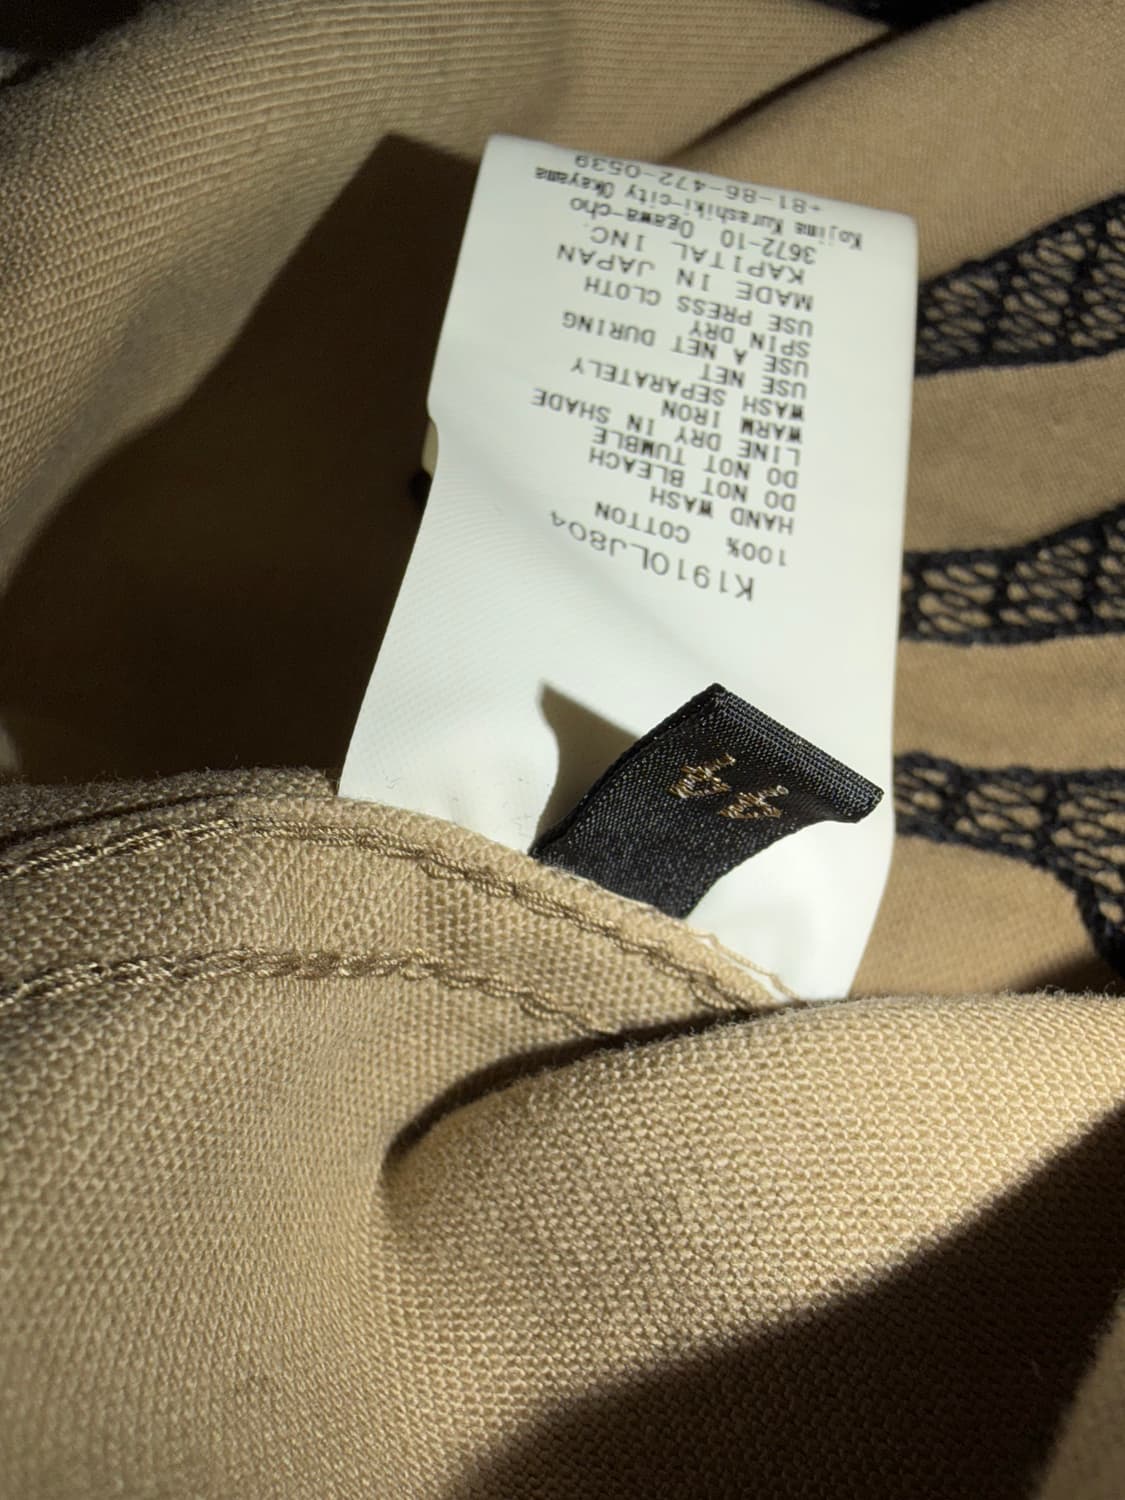 K1910LJ804
100% COTTON
HAND WASH
DO NOT BLEACH
DO NOT TUMBLE
LINE DRY IN SHADE
WARM IRON
WASH SEPARATELY
USE NET
USE A NET DURING
SPIN DRY
USE PRESS CLOTH
MADE IN JAPAN
KAPITAL INC.
3672-10 Ogawa-cho
Kojima Kurashiki-city Okayama
+81-86-472-0539